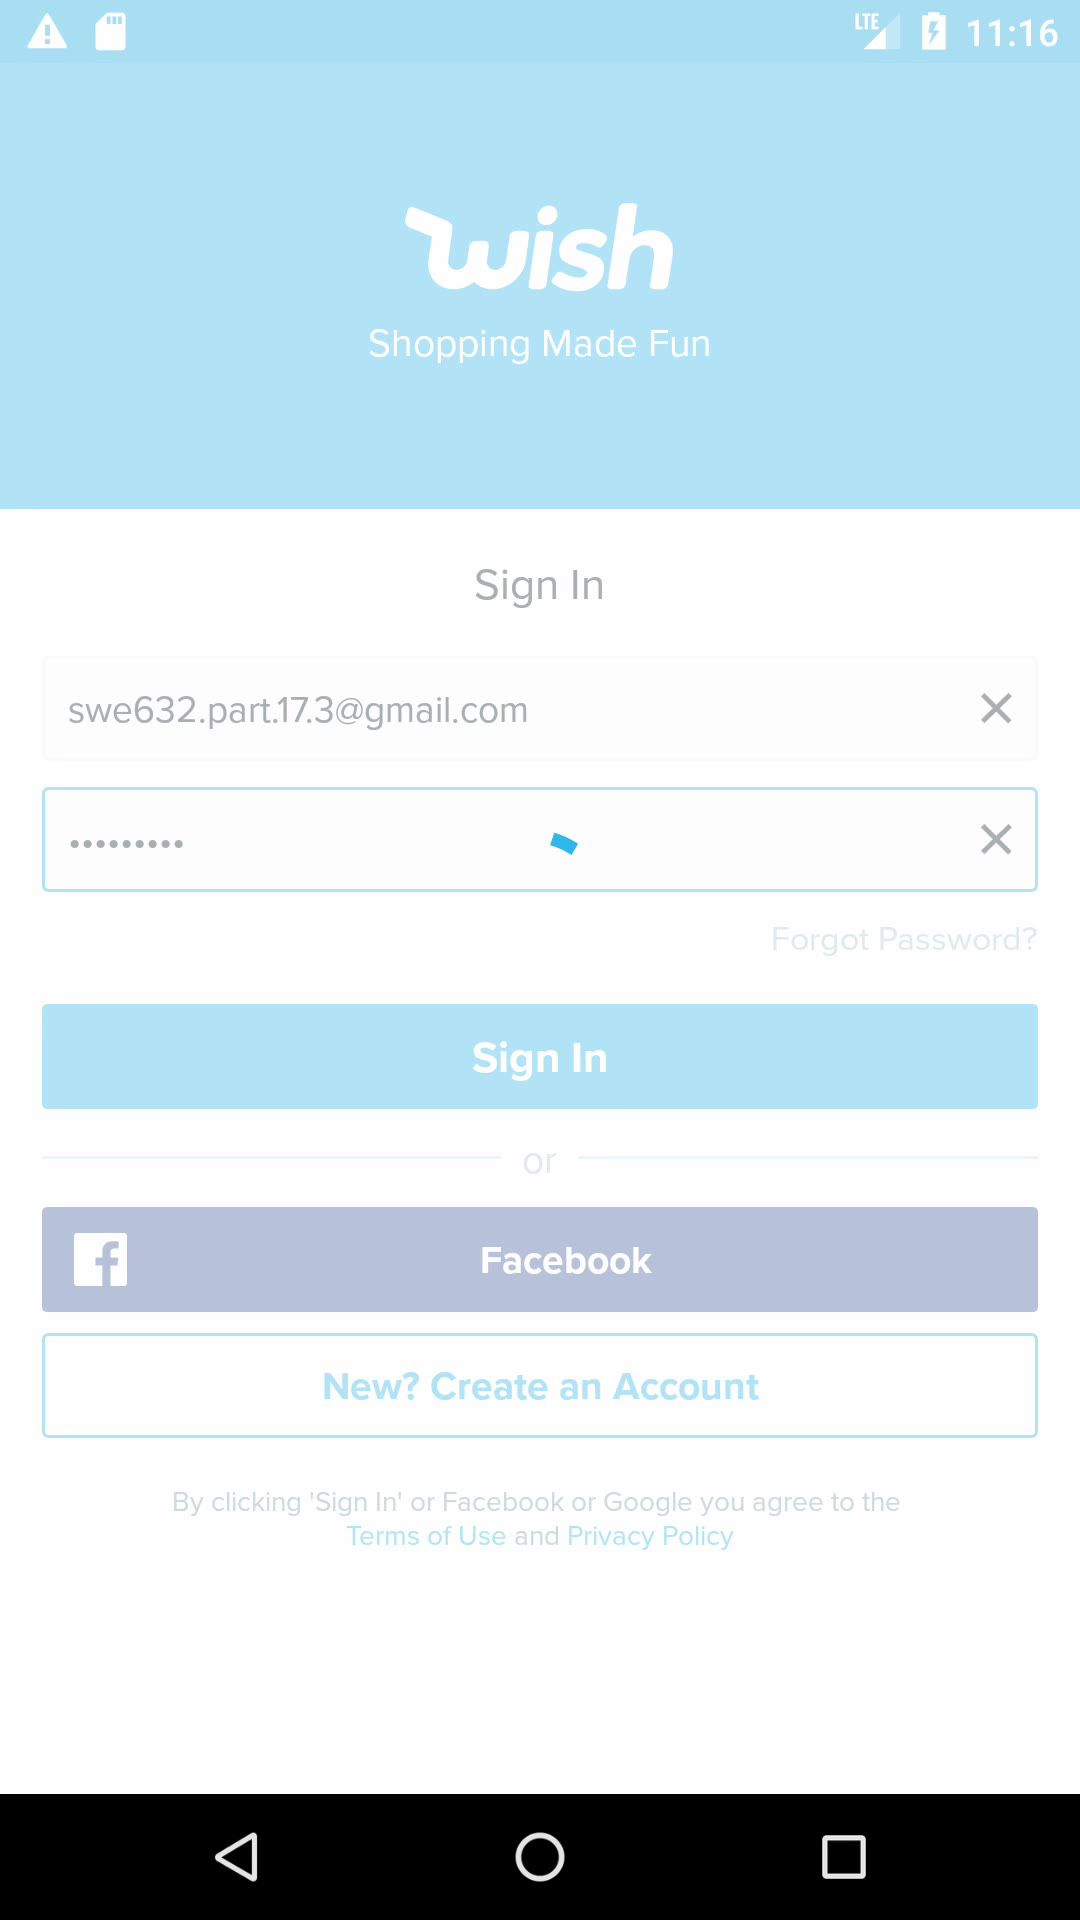 LTE 11:16
wish
Shopping Made Fun
Sign In
swe632.part.17.3@gmail.com
•••••••••
Forgot Password?
Sign In
or
Facebook
New? Create an Account
By clicking 'Sign In' or Facebook or Google you agree to the
Terms of Use and Privacy Policy